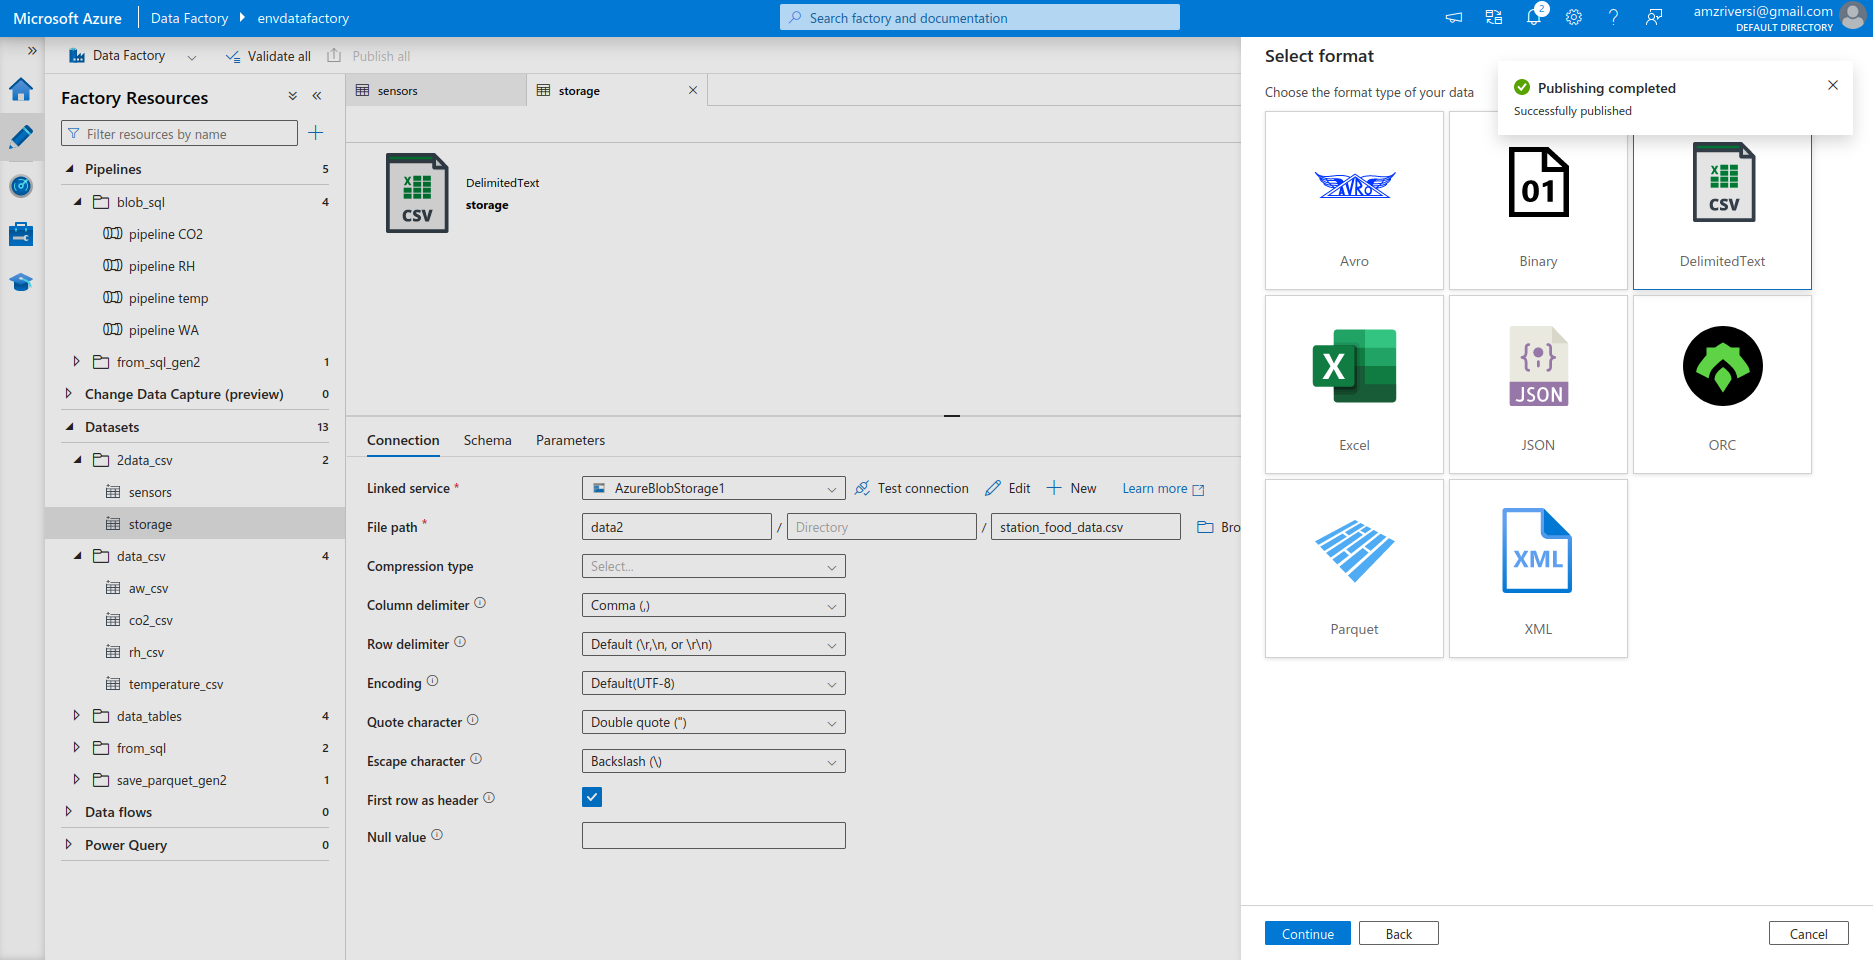 Microsoft Azure
Data Factory
envdatafactory
Search factory and documentation
2
amzriversi@gmail.com
DEFAULT DIRECTORY
Data Factory
Validate all
Publish all
Factory Resources
Filter resources by name
Pipelines 5
blob_sql 4
pipeline CO2
pipeline RH
pipeline temp
pipeline WA
from_sql_gen2 1
Change Data Capture (preview) 0
Datasets 13
2data_csv 2
sensors
storage
data_csv 4
aw_csv
co2_csv
rh_csv
temperature_csv
data_tables 4
from_sql 2
save_parquet_gen2 1
Data flows 0
Power Query 0
sensors
storage
CSV
DelimitedText
storage
Connection Schema Parameters
Linked service * AzureBlobStorage1 Test connection Edit New Learn more
File path * data2 / Directory / station_food_data.csv Bro
Compression type Select...
Column delimiter Comma (,)
Row delimiter Default (\r,\n, or \r\n)
Encoding Default(UTF-8)
Quote character Double quote (")
Escape character Backslash (\)
First row as header
Null value
Select format
Choose the format type of your data
Publishing completed
Successfully published
AVRO
Avro
01
Binary
CSV
DelimitedText
X
Excel
JSON
JSON
ORC
Parquet
XML
XML
Continue Back Cancel